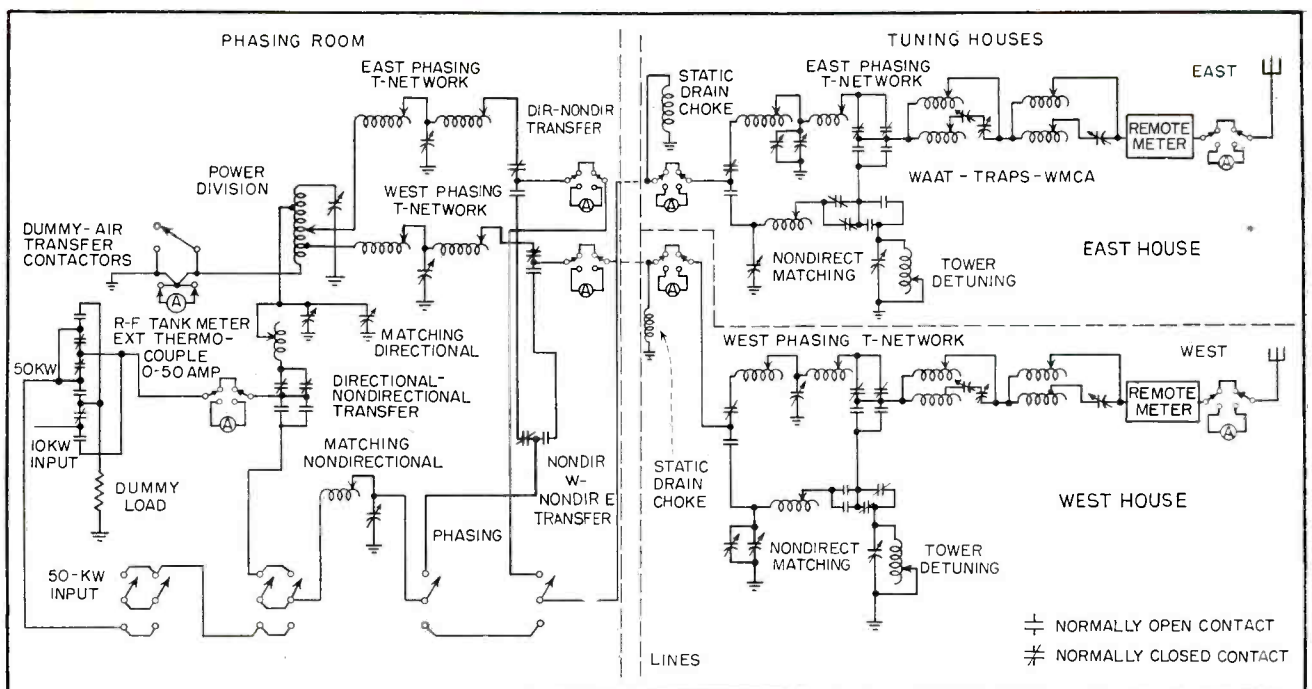 PHASING ROOM
TUNING HOUSES
EAST PHASING
T-NETWORK
DIR-NONDIR
TRANSFER
POWER
DIVISION
WEST PHASING
T-NETWORK
DUMMY-AIR
TRANSFER
CONTACTORS
A
A
A
R-F TANK METER
EXT THERMO-
COUPLE
0-50 AMP
MATCHING
DIRECTIONAL
50KW
DIRECTIONAL-
NONDIRECTIONAL
TRANSFER
A
10KW
INPUT
DUMMY
LOAD
MATCHING
NONDIRECTIONAL
NONDIR
W-
NONDIR E
TRANSFER
PHASING
50-KW
INPUT
STATIC
DRAIN
CHOKE
EAST PHASING
T-NETWORK
EAST
REMOTE
METER
A
A
WAAT-TRAPS-WMCA
EAST HOUSE
NONDIRECT
MATCHING
TOWER
DETUNING
A
WEST PHASING T-NETWORK
WEST
REMOTE
METER
A
STATIC
DRAIN
CHOKE
WEST HOUSE
NONDIRECT
MATCHING
TOWER
DETUNING
NORMALLY OPEN CONTACT
NORMALLY CLOSED CONTACT
LINES